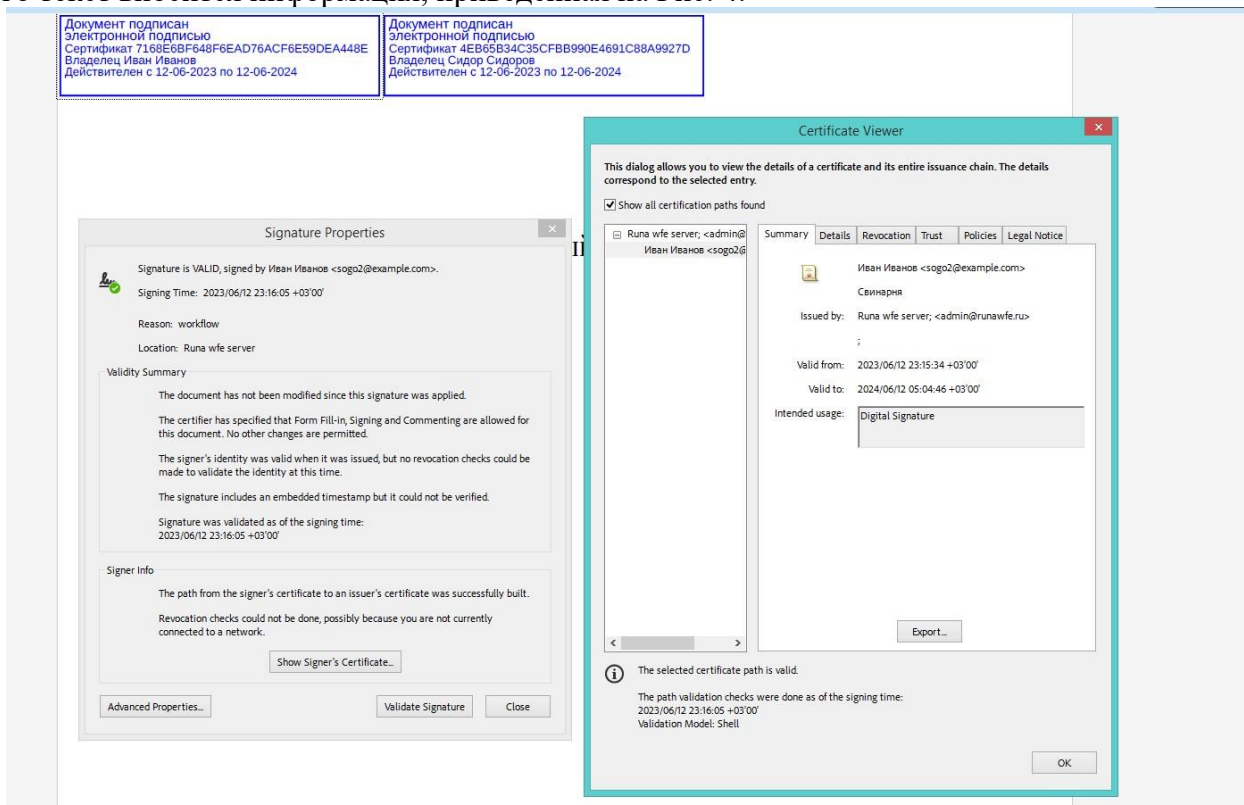 Документ подписан
электронной подписью
Сертификат 7168E6BF648F6EAD76ACF6E59DEA448E
Владелец Иван Иванов
Действителен с 12-06-2023 по 12-06-2024
Документ подписан
электронной подписью
Сертификат 4EB65B34C35CFBB990E4691C88A9927D
Владелец Сидор Сидоров
Действителен с 12-06-2023 по 12-06-2024
Signature Properties
Signature is VALID, signed by Иван Иванов <sogo2@example.com>.
Signing Time: 2023/06/12 23:16:05 +03'00'
Reason: workflow
Location: Runa wfe server
Validity Summary
The document has not been modified since this signature was applied.
The certifier has specified that Form Fill-in, Signing and Commenting are allowed for
this document. No other changes are permitted.
The signer's identity was valid when it was issued, but no revocation checks could be
made to validate the identity at this time.
The signature includes an embedded timestamp but it could not be verified.
Signature was validated as of the signing time:
2023/06/12 23:16:05 +03'00'
Signer Info
The path from the signer's certificate to an issuer's certificate was successfully built.
Revocation checks could not be done, possibly because you are not currently
connected to a network.
Show Signer's Certificate...
Advanced Properties...
Validate Signature
Close
Certificate Viewer
This dialog allows you to view the details of a certificate and its entire issuance chain. The details
correspond to the selected entry.
Show all certification paths found
Runa wfe server; <admin@
Иван Иванов <sogo2@
Summary Details Revocation Trust Policies Legal Notice
Иван Иванов <sogo2@example.com>
Свинарня
Issued by: Runa wfe server; <admin@runawfe.ru>
;
Valid from: 2023/06/12 23:15:34 +03'00'
Valid to: 2024/06/12 05:04:46 +03'00'
Intended usage: Digital Signature
Export...
The selected certificate path is valid.
The path validation checks were done as of the signing time:
2023/06/12 23:16:05 +03'00'
Validation Model: Shell
OK